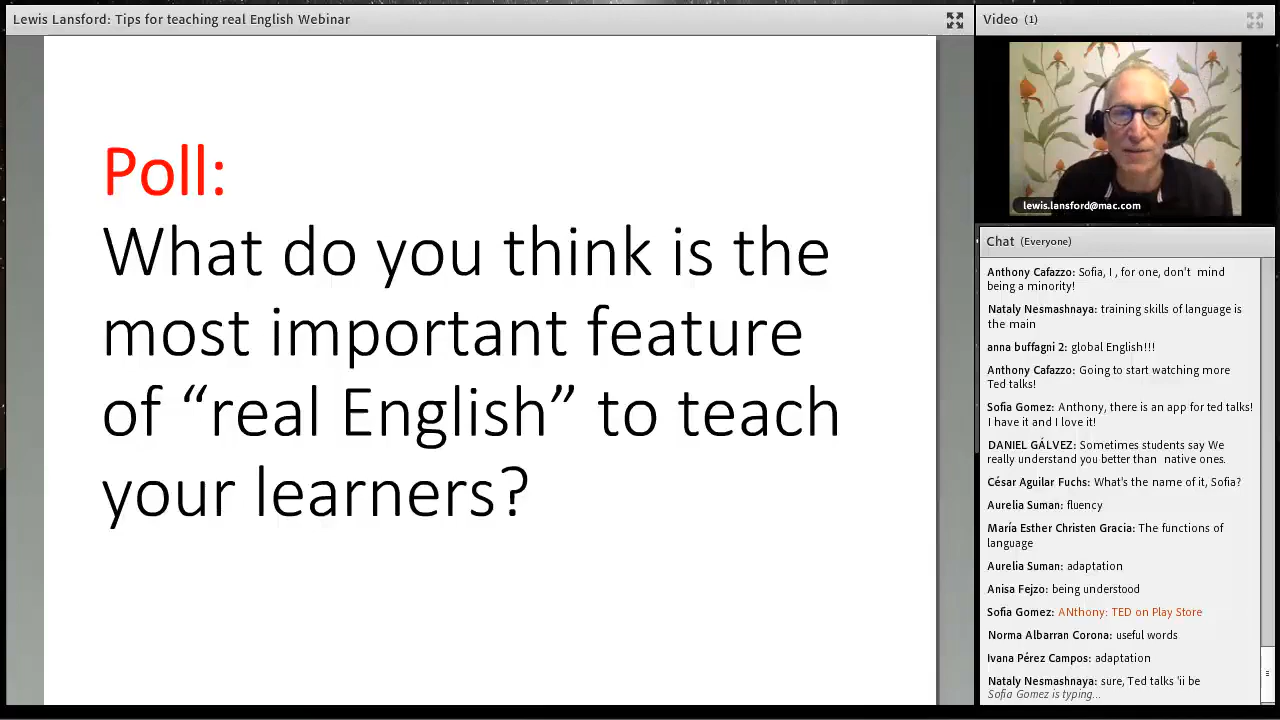 Lewis Lansford: Tips for teaching real English Webinar
Poll:
What do you think is the
most important feature
of “real English” to teach
your learners?
Video (1)
lewis.lansford@mac.com
Chat (Everyone)
Anthony Cafazzo: Sofia, I , for one, don't mind
being a minority!
Nataly Nesmashnaya: training skills of language is
the main
anna buffagni 2: global English!!!
Anthony Cafazzo: Going to start watching more
Ted talks!
Sofia Gomez: Anthony, there is an app for ted talks!
I have it and I love it!
DANIEL GÁLVEZ: Sometimes students say We
really understand you better than native ones.
César Aguilar Fuchs: What's the name of it, Sofia?
Aurelia Suman: fluency
María Esther Christen Gracia: The functions of
language
Aurelia Suman: adaptation
Anisa Fejzo: being understood
Sofia Gomez: ANthony: TED on Play Store
Norma Albarran Corona: useful words
Ivana Pérez Campos: adaptation
Nataly Nesmashnaya: sure, Ted talks 'ii be
Sofia Gomez is typing...